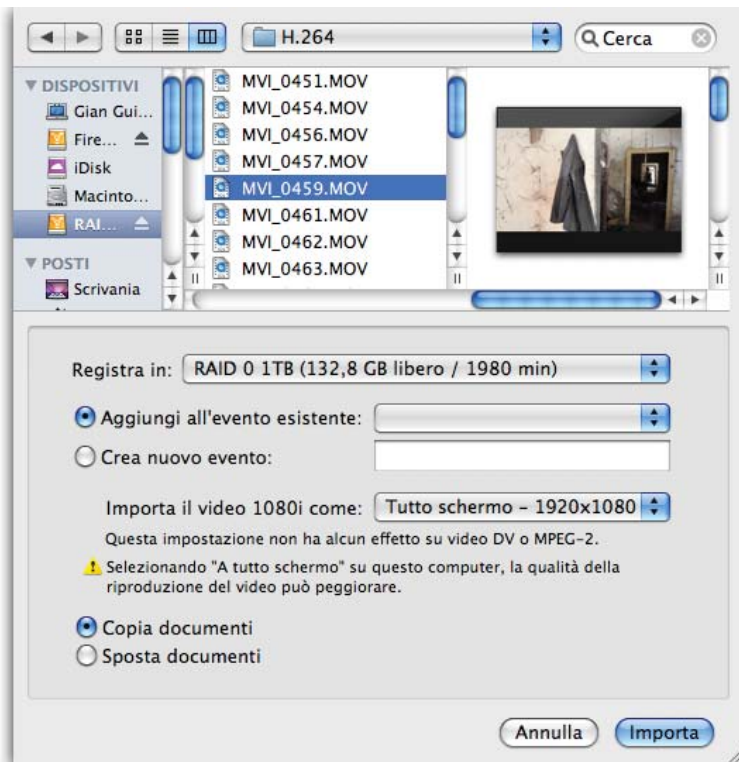 H.264
Cerca
DISPOSITIVI
Gian Gui...
Fire...
iDisk
Macinto...
RAI...
POSTI
Scrivania
MVI_0451.MOV
MVI_0454.MOV
MVI_0456.MOV
MVI_0457.MOV
MVI_0459.MOV
MVI_0461.MOV
MVI_0462.MOV
MVI_0463.MOV
Registra in: RAID 0 1TB (132,8 GB libero / 1980 min)
Aggiungi all'evento esistente:
Crea nuovo evento:
Importa il video 1080i come: Tutto schermo – 1920x1080
Questa impostazione non ha alcun effetto su video DV o MPEG-2.
Selezionando "A tutto schermo" su questo computer, la qualità della
riproduzione del video può peggiorare.
Copia documenti
Sposta documenti
Annulla
Importa